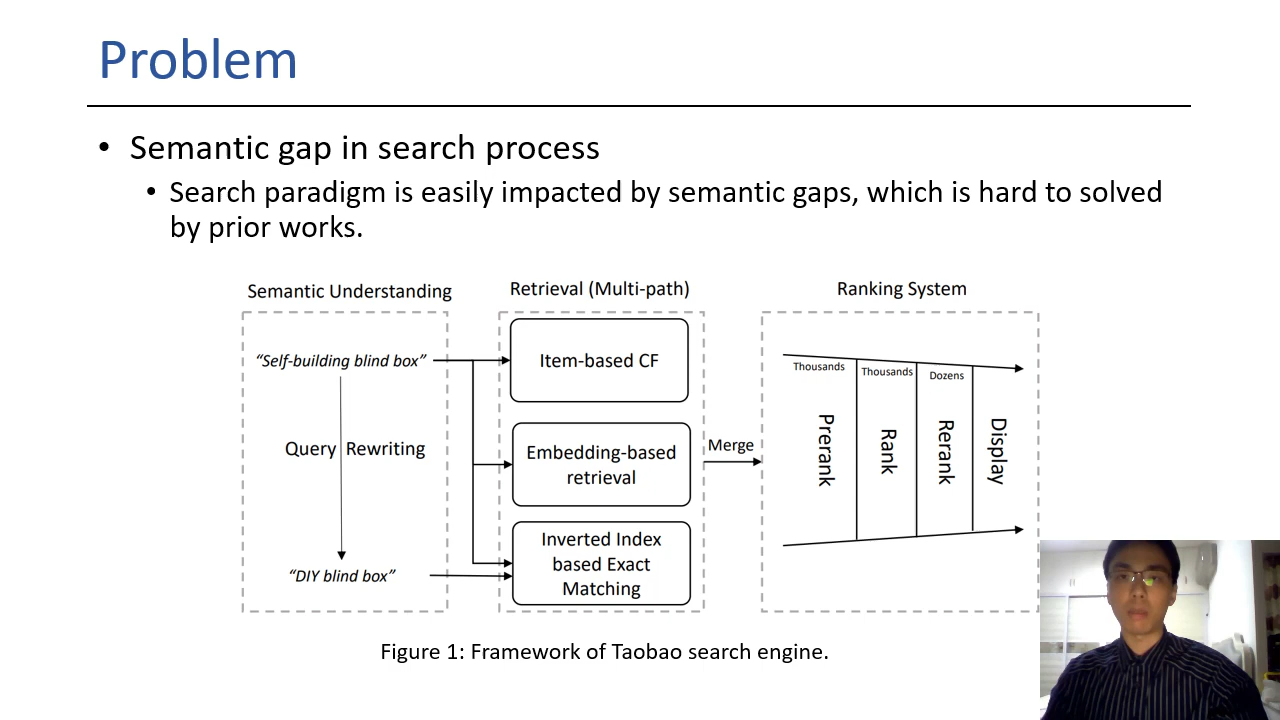 Problem
• Semantic gap in search process
• Search paradigm is easily impacted by semantic gaps, which is hard to solved
by prior works.
Semantic Understanding
"Self-building blind box"
Query Rewriting
"DIY blind box"
Retrieval (Multi-path)
Item-based CF
Embedding-based
retrieval
Inverted Index
based Exact
Matching
Merge
Ranking System
Thousands
Thousands
Dozens
Prerank
Rank
Rerank
Display
Figure 1: Framework of Taobao search engine.